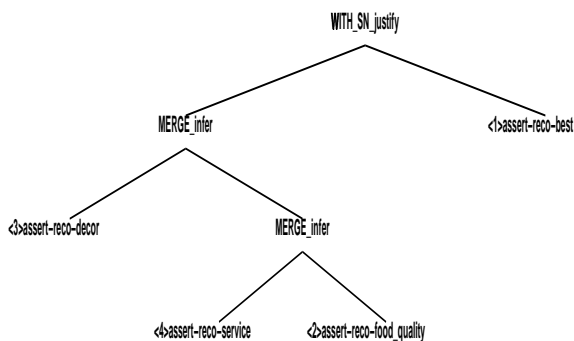 WITH_SN_justify
MERGE_infer
<1>assert-reco-best
<3>assert-reco-decor
MERGE_infer
<4>assert-reco-service
<2>assert-reco-food_quality